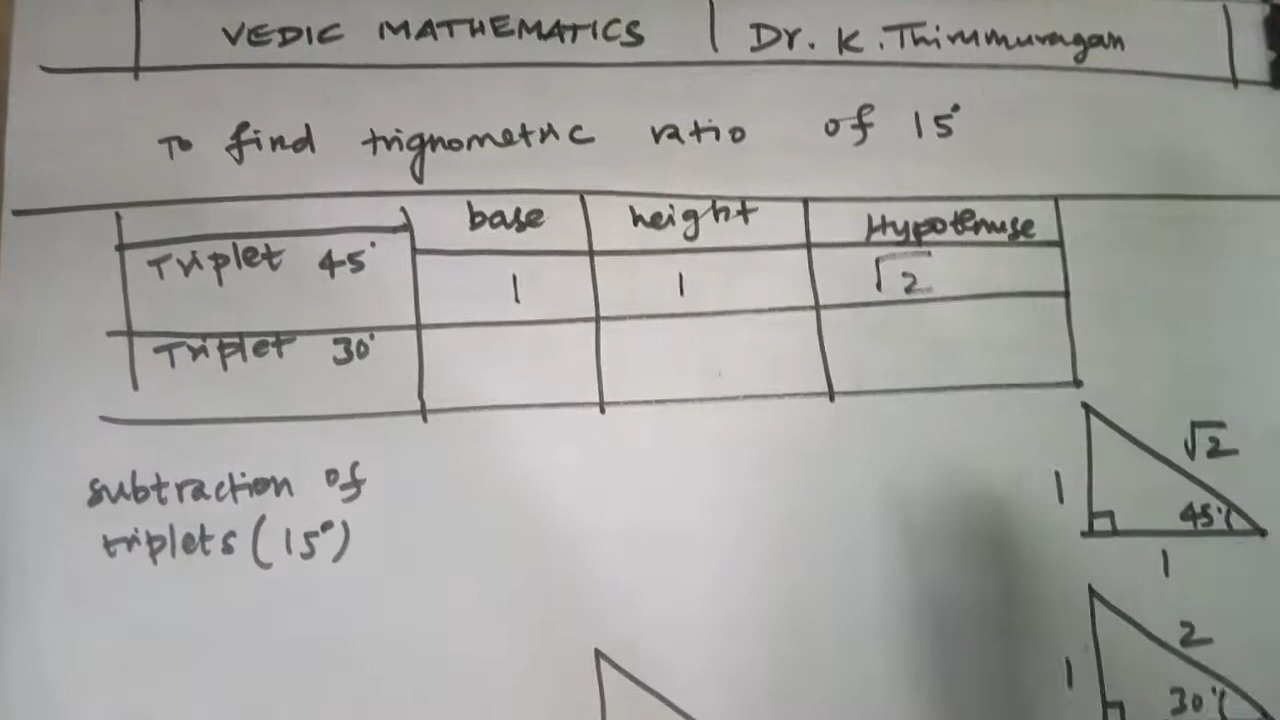 VEDIC MATHEMATICS | Dr. K. Thirumuragan
To find trignometric ratio of 15°
base height Hypotenuse
Triplet 45° 1 1 √2
Triplet 30°
subtraction of
triplets (15°)
√2
1
45°
1
2
1
30°